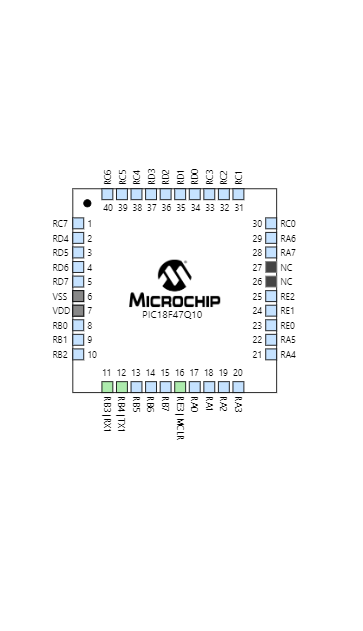 RC6 RC5 RC4 RD3 RD2 RD1 RD0 RC3 RC2 RC1
40 39 38 37 36 35 34 33 32 31
RC7 1 30 RC0
RD4 2 29 RA6
RD5 3 28 RA7
RD6 4 27 NC
RD7 5 26 NC
VSS 6 25 RE2
VDD 7 24 RE1
RB0 8 23 RE0
RB1 9 22 RA5
RB2 10 21 RA4
MICROCHIP
PIC18F47Q10
11 12 13 14 15 16 17 18 19 20
RB3|RX1 RB4|TX1 RB5 RB6 RB7 RE3|MCLR RA0 RA1 RA2 RA3